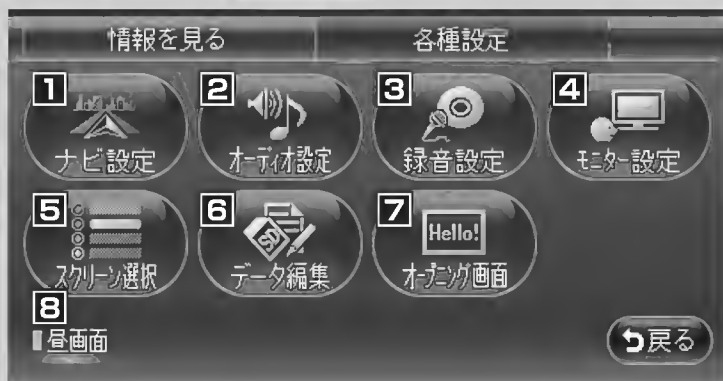 情報を見る 各種設定
1 2 3 4
ナビ設定 オーディオ設定 録音設定 モニター設定
5 6 7
SD Hello!
スクリーン選択 データ編集 オープニング画面
8
昼画面 戻る